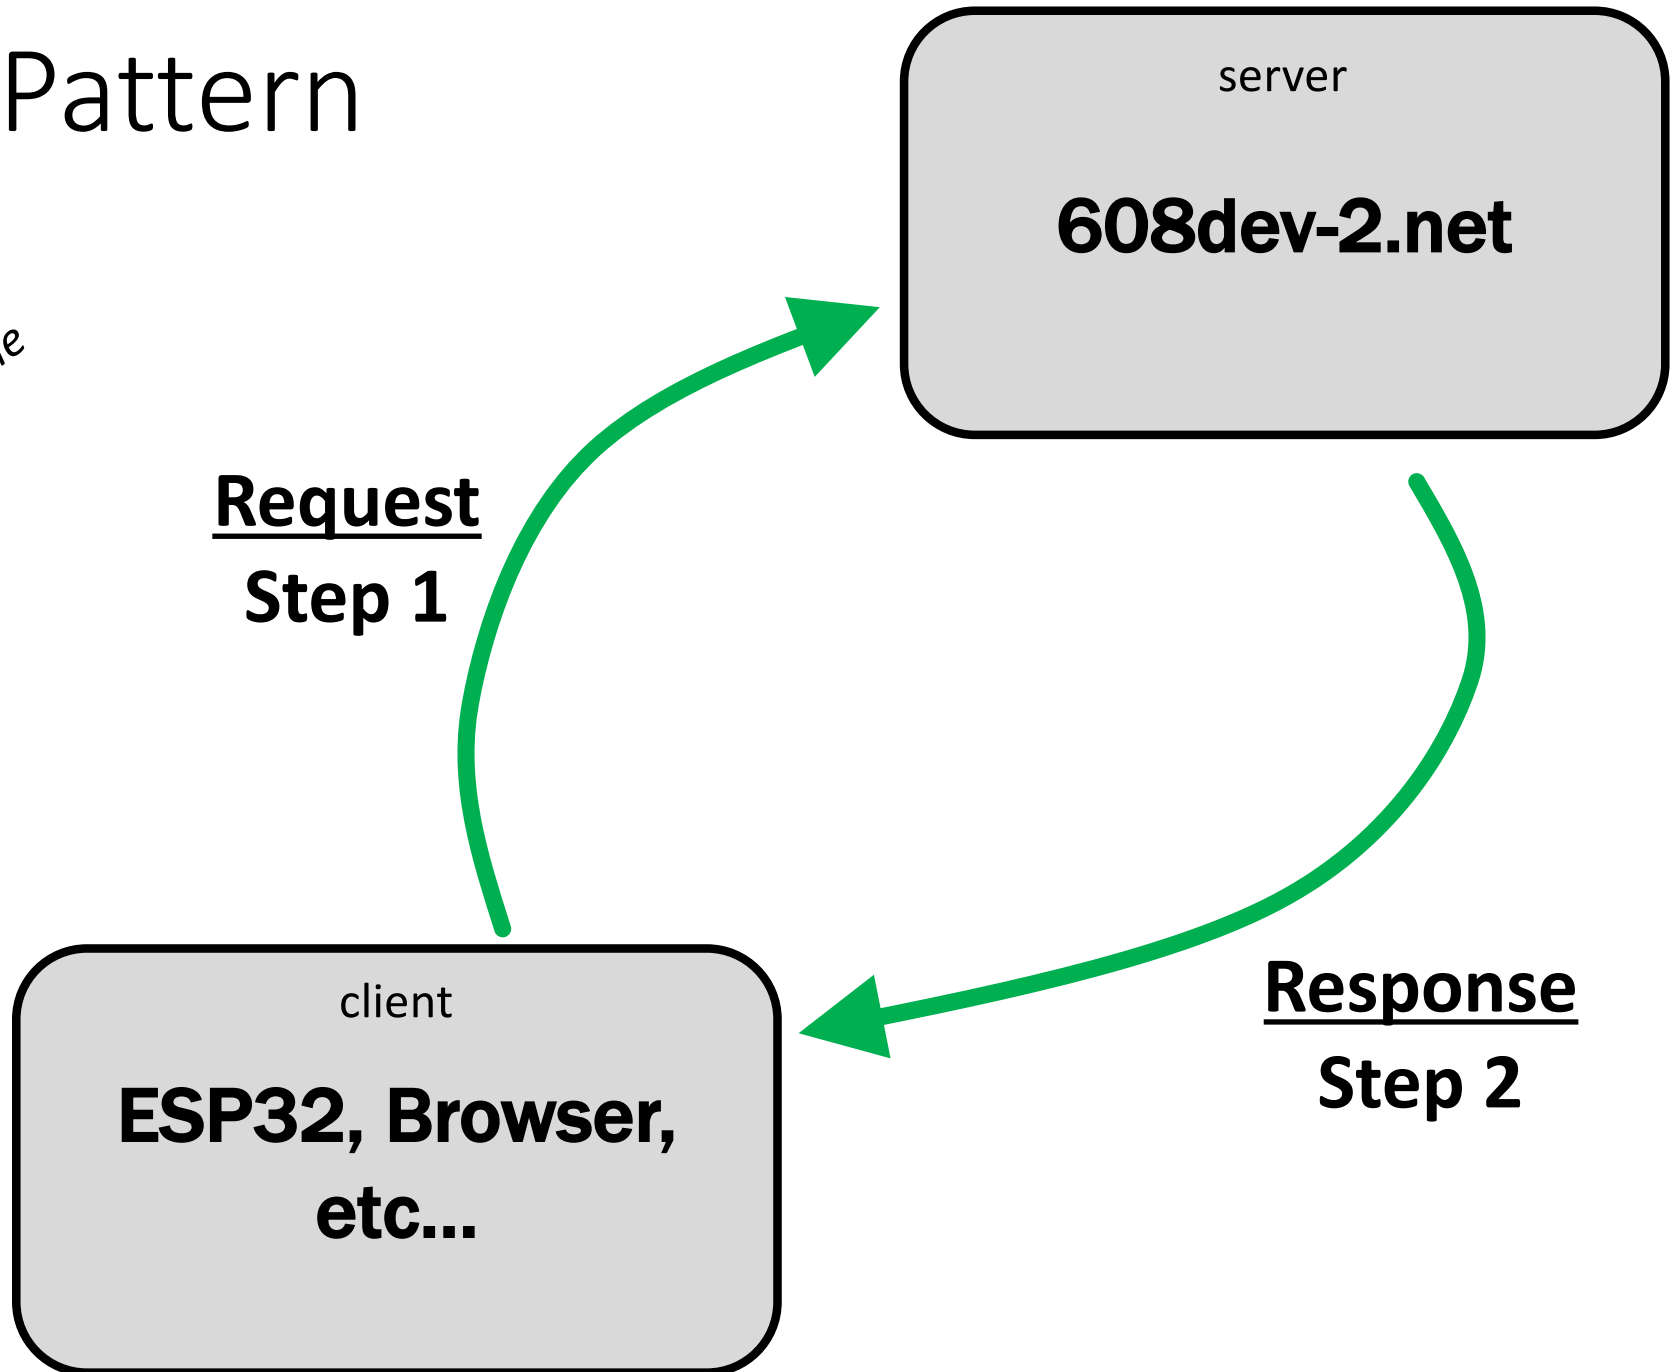 Pattern
server
608dev-2.net
Request
Step 1
client
ESP32, Browser,
etc...
Response
Step 2